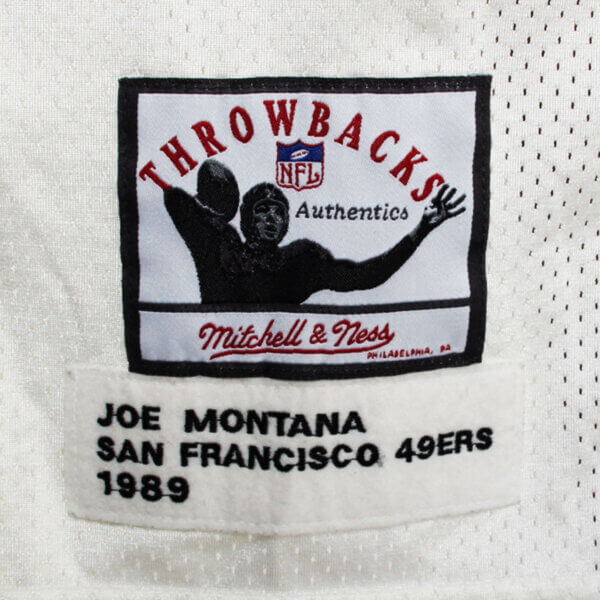 THROWBACKS
NFL
Authentics
Mitchell & Ness
PHILADELPHIA, PA
JOE MONTANA
SAN FRANCISCO 49ERS
1989